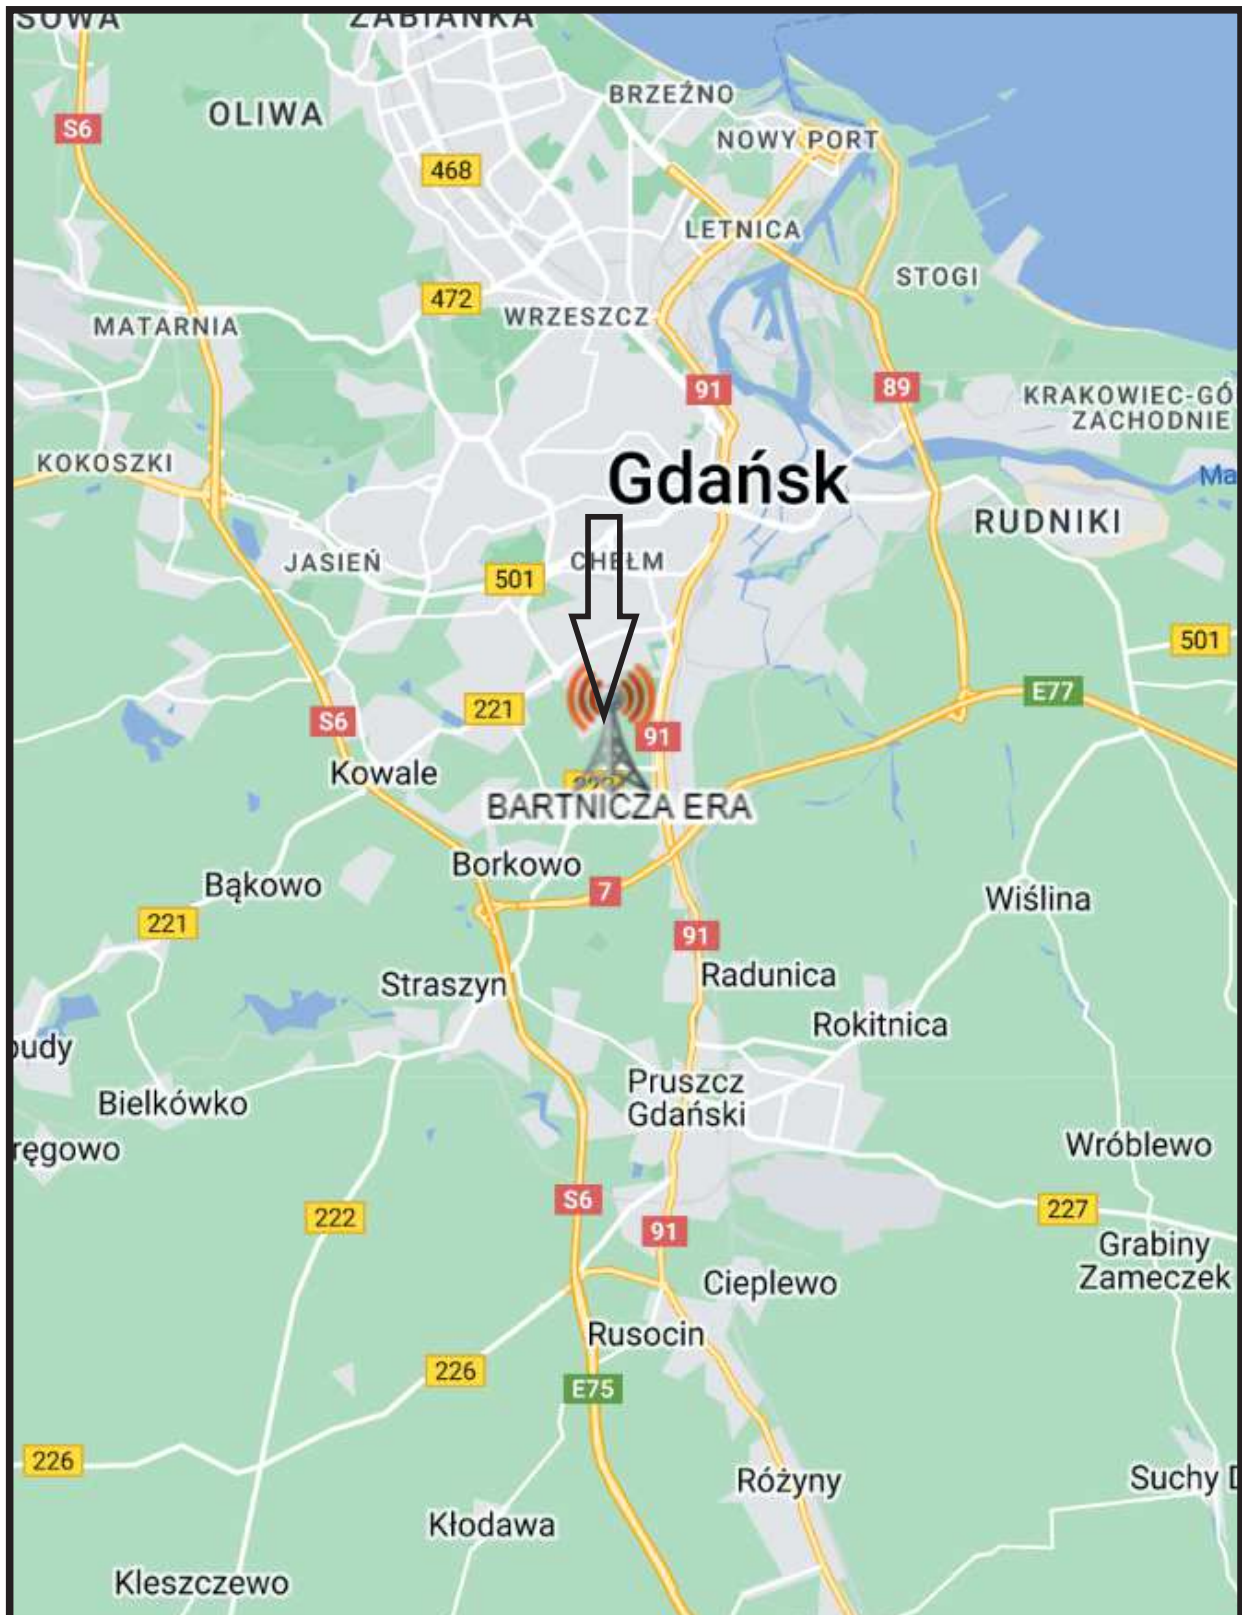 OLIWA
BRZEŹNO
S6
NOWY PORT
468
LETNICA
STOGI
472
WRZESZCZ
MATARNIA
91
89
KRAKOWIEC-GÓ
ZACHODNIE
KOKOSZKI
Gdańsk
Ma
RUDNIKI
JASIEŃ
CHEŁM
501
501
E77
221
S6
91
Kowale
BARTNICZA ERA
Borkowo
Bąkowo
7
Wiślina
221
91
Straszyn
Radunica
Rokitnica
Pruszcz
Gdański
Bielkówko
ręgowo
Wróblewo
S6
222
227
91
Grabiny
Zameczek
Cieplewo
Rusocin
226
E75
226
Różyny
Suchy
Kłodawa
Kleszczewo